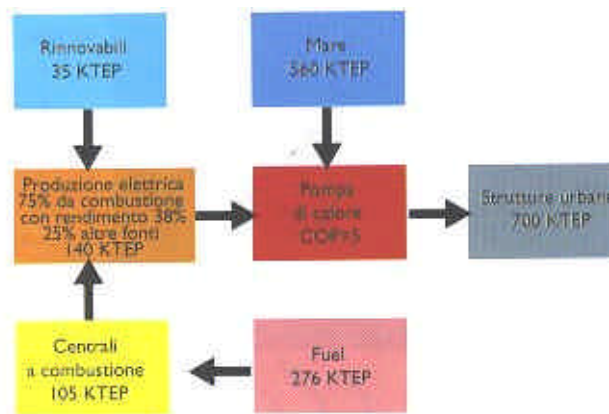 Rinnovabili
35 KTEP
Mare
560 KTEP
Produzione elettrica
75% da combustione
con rendimento 38%
25% altre fonti
140 KTEP
Pompa
di calore
COP=5
Strutture urbane
700 KTEP
Centrali
a combustione
105 KTEP
Fuel
276 KTEP